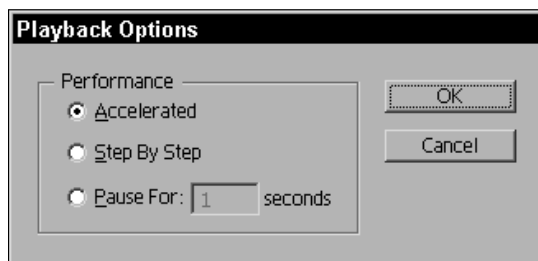 Playback Options
Performance
Accelerated
Step By Step
Pause For: 1 seconds
OK
Cancel